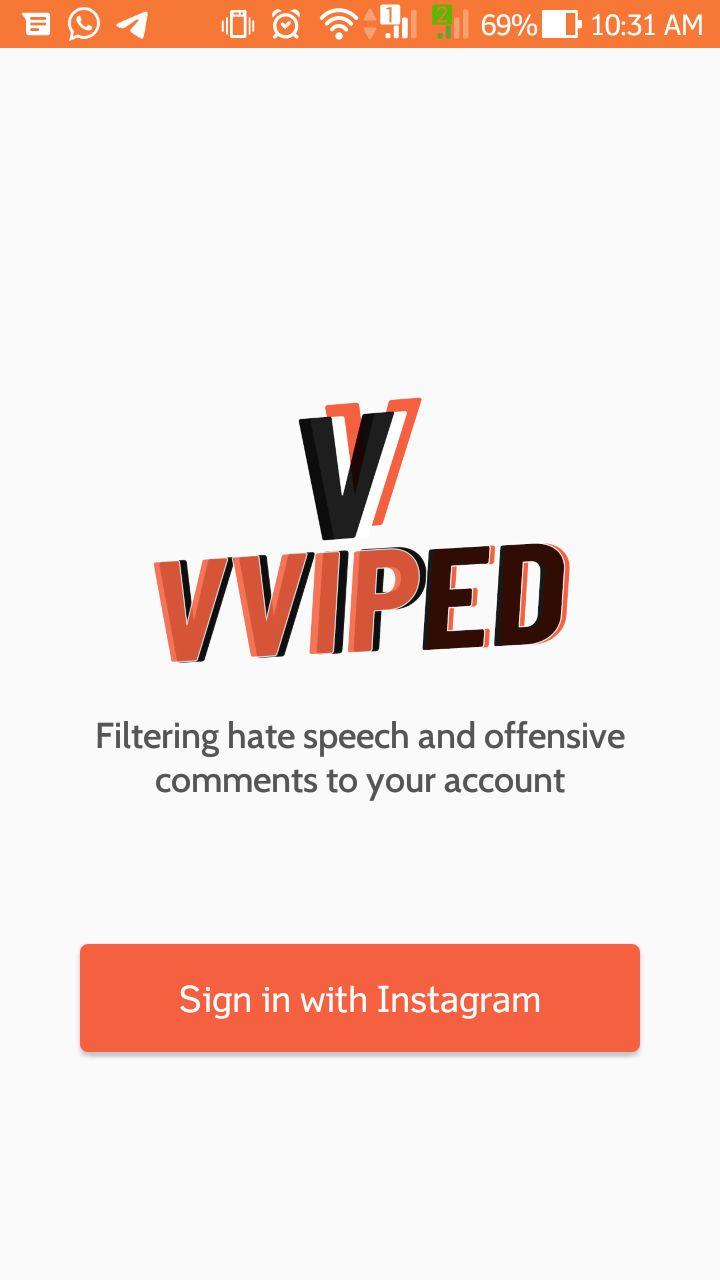 1 2 69% 10:31 AM
V
VVIPED
Filtering hate speech and offensive
comments to your account
Sign in with Instagram